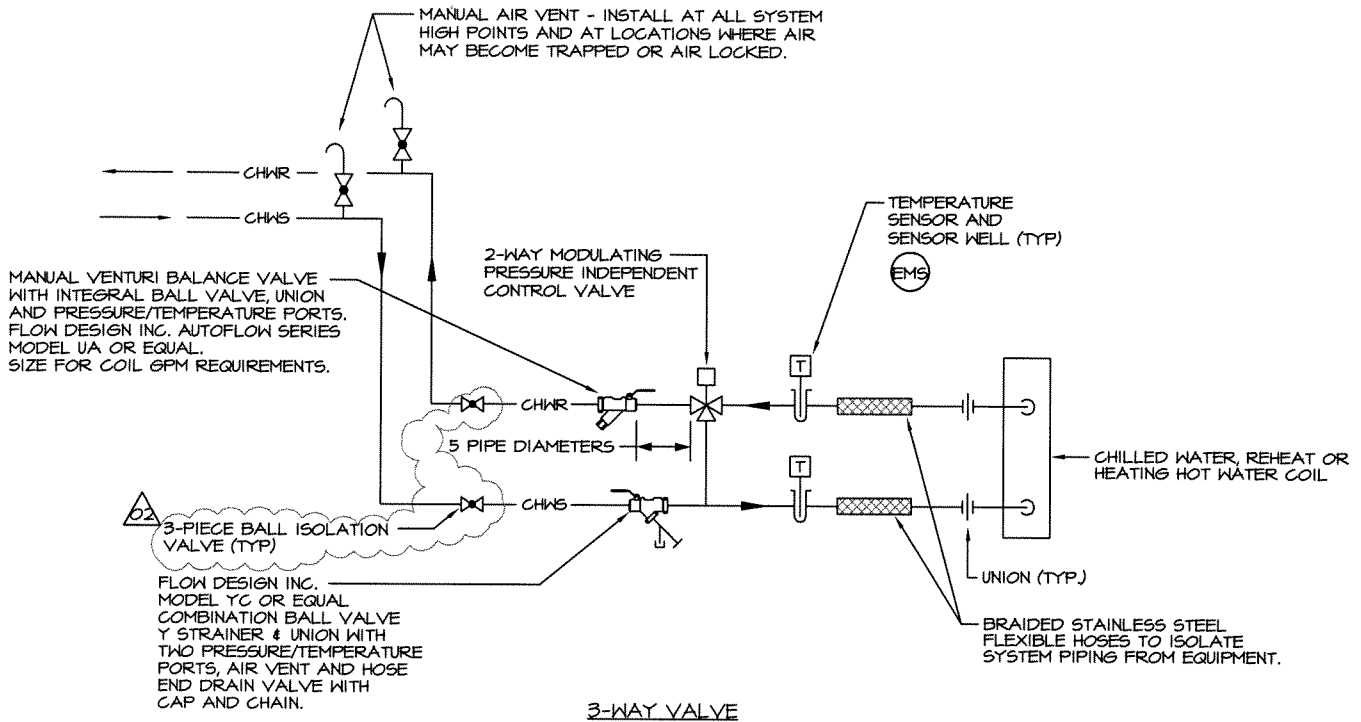 MANUAL AIR VENT - INSTALL AT ALL SYSTEM
HIGH POINTS AND AT LOCATIONS WHERE AIR
MAY BECOME TRAPPED OR AIR LOCKED.
CHWR
CHWS
TEMPERATURE
SENSOR AND
SENSOR WELL (TYP)
EMS
2-WAY MODULATING
PRESSURE INDEPENDENT
CONTROL VALVE
MANUAL VENTURI BALANCE VALVE
WITH INTEGRAL BALL VALVE, UNION
AND PRESSURE/TEMPERATURE PORTS.
FLOW DESIGN INC. AUTOFLOW SERIES
MODEL UA OR EQUAL.
SIZE FOR COIL GPM REQUIREMENTS.
T
CHWR
5 PIPE DIAMETERS
T
CHILLED WATER, REHEAT OR
HEATING HOT WATER COIL
CHWS
02
3-PIECE BALL ISOLATION
VALVE (TYP)
UNION (TYP.)
FLOW DESIGN INC.
MODEL YC OR EQUAL
COMBINATION BALL VALVE
Y STRAINER & UNION WITH
TWO PRESSURE/TEMPERATURE
PORTS, AIR VENT AND HOSE
END DRAIN VALVE WITH
CAP AND CHAIN.
BRAIDED STAINLESS STEEL
FLEXIBLE HOSES TO ISOLATE
SYSTEM PIPING FROM EQUIPMENT.
3-WAY VALVE